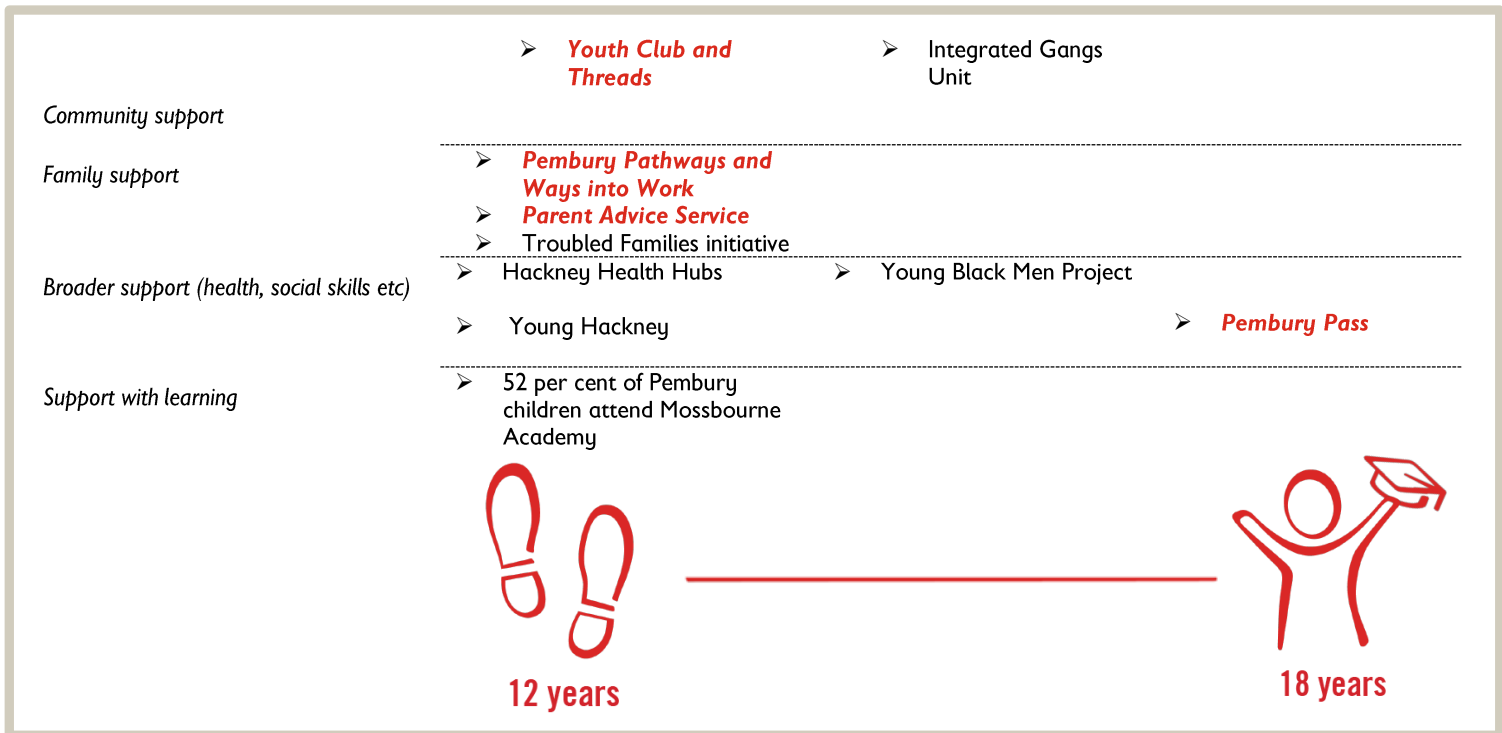 ➢ Youth Club and
Threads
➢ Integrated Gangs
Unit
Community support
Family support
➢ Pembury Pathways and
Ways into Work
➢ Parent Advice Service
➢ Troubled Families initiative
Broader support (health, social skills etc)
➢ Hackney Health Hubs
➢ Young Black Men Project
➢ Young Hackney
➢ Pembury Pass
Support with learning
➢ 52 per cent of Pembury
children attend Mossbourne
Academy
12 years
18 years